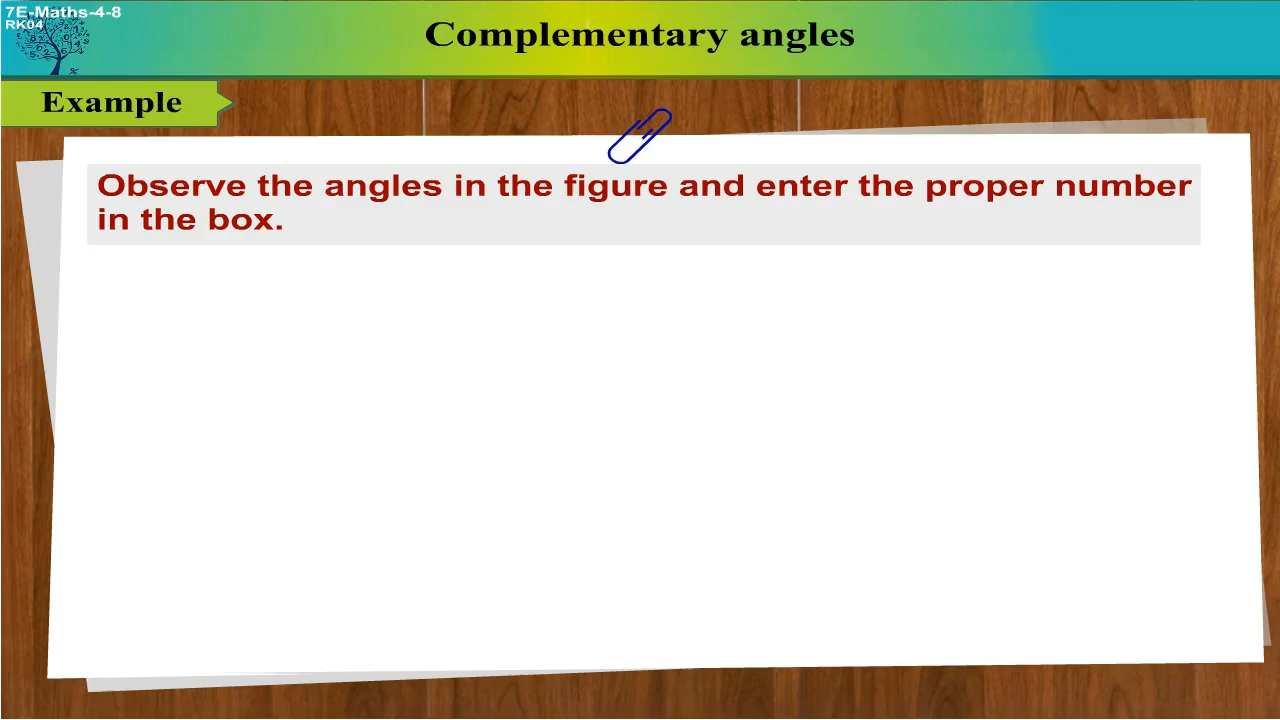 7E-Maths-4-8
RK04
Complementary angles
Example
Observe the angles in the figure and enter the proper number
in the box.